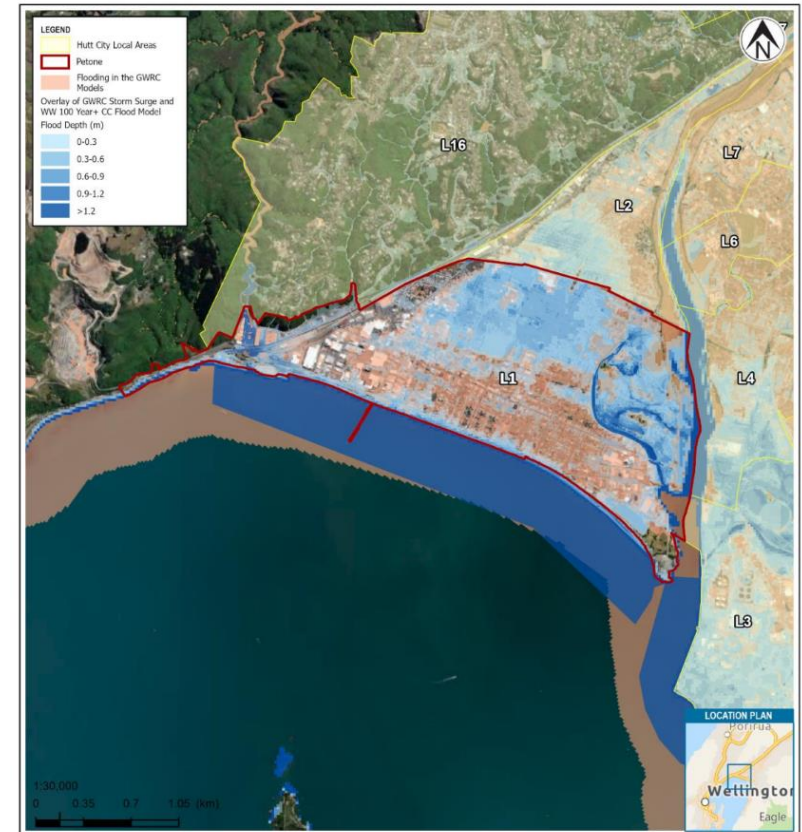 LEGEND
Hutt City Local Areas
Petone
Flooding in the GWRC
Models
Overlay of GWRC Storm Surge and
WW 100 Year+ CC Flood Model
Flood Depth (m)
0-0.3
0.3-0.6
0.6-0.9
0.9-1.2
>1.2
N
L16
L7
L2
L6
L1
L4
L3
1:30,000
0 0.35 0.7 1.05 (km)
LOCATION PLAN
Porirua
Wellington
Eagle